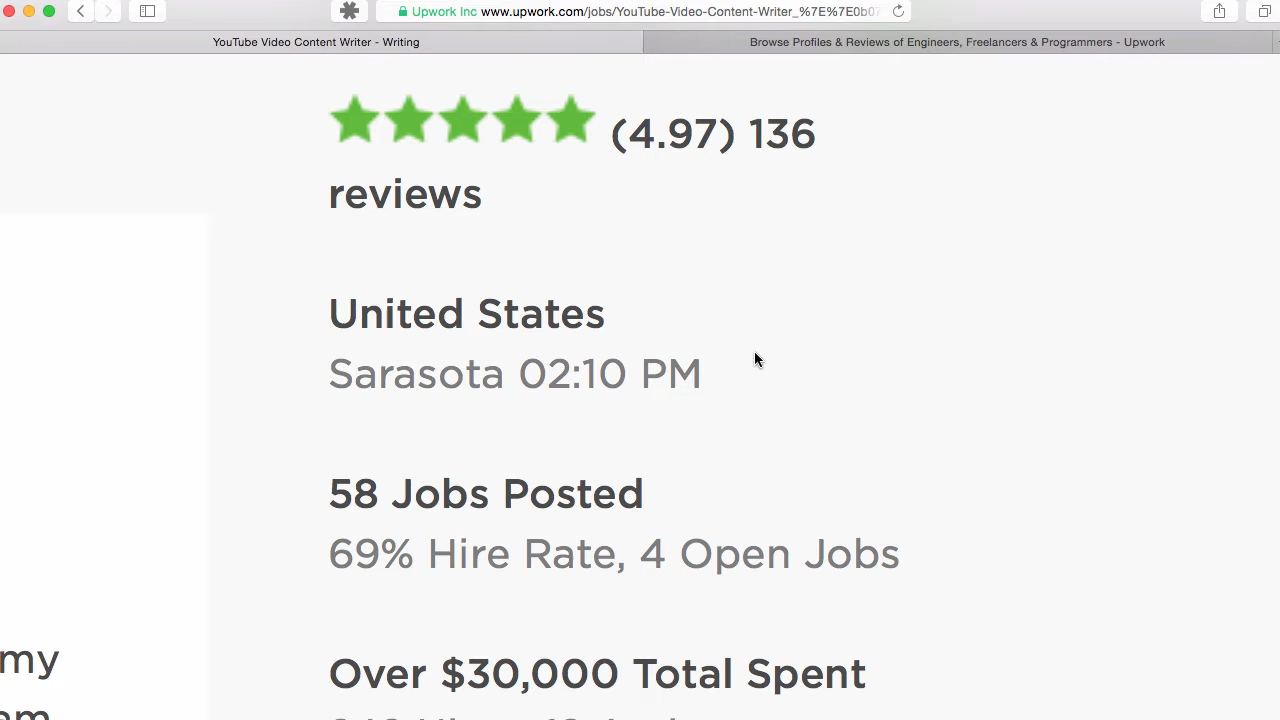 Upwork Inc www.upwork.com/jobs/YouTube-Video-Content-Writer_%7E%7E0b07
YouTube Video Content Writer - Writing
Browse Profiles & Reviews of Engineers, Freelancers & Programmers - Upwork
(4.97) 136
reviews
United States
Sarasota 02:10 PM
58 Jobs Posted
69% Hire Rate, 4 Open Jobs
my
Over $30,000 Total Spent